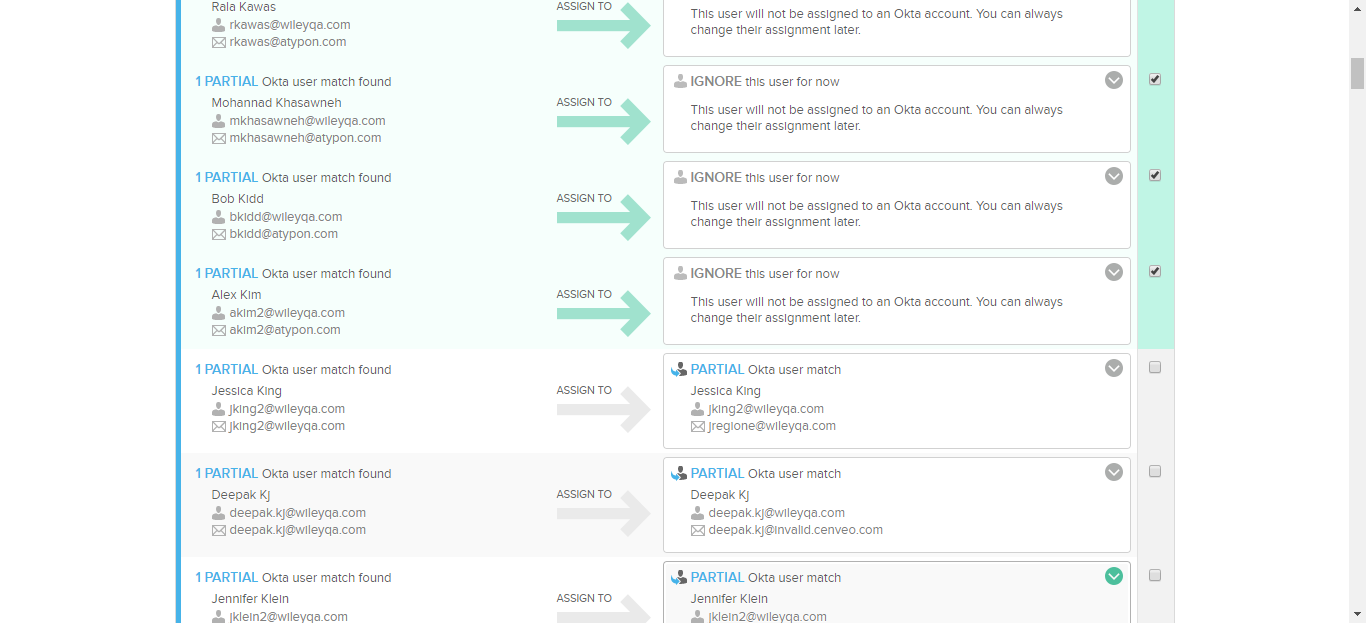 Rala Kawas
rkawas@wileyqa.com
rkawas@atypon.com
ASSIGN TO
This user will not be assigned to an Okta account. You can always
change their assignment later.
1 PARTIAL Okta user match found
Mohannad Khasawneh
mkhasawneh@wileyqa.com
mkhasawneh@atypon.com
ASSIGN TO
IGNORE this user for now
This user will not be assigned to an Okta account. You can always
change their assignment later.
1 PARTIAL Okta user match found
Bob Kidd
bkidd@wileyqa.com
bkidd@atypon.com
ASSIGN TO
IGNORE this user for now
This user will not be assigned to an Okta account. You can always
change their assignment later.
1 PARTIAL Okta user match found
Alex Kim
akim2@wileyqa.com
akim2@atypon.com
ASSIGN TO
IGNORE this user for now
This user will not be assigned to an Okta account. You can always
change their assignment later.
1 PARTIAL Okta user match found
Jessica King
jking2@wileyqa.com
jking2@wileyqa.com
ASSIGN TO
PARTIAL Okta user match
Jessica King
jking2@wileyqa.com
jregione@wileyqa.com
1 PARTIAL Okta user match found
Deepak Kj
deepak.kj@wileyqa.com
deepak.kj@wileyqa.com
ASSIGN TO
PARTIAL Okta user match
Deepak Kj
deepak.kj@wileyqa.com
deepak.kj@invalid.cenveo.com
1 PARTIAL Okta user match found
Jennifer Klein
jklein2@wileyqa.com
ASSIGN TO
PARTIAL Okta user match
Jennifer Klein
jklein2@wileyqa.com